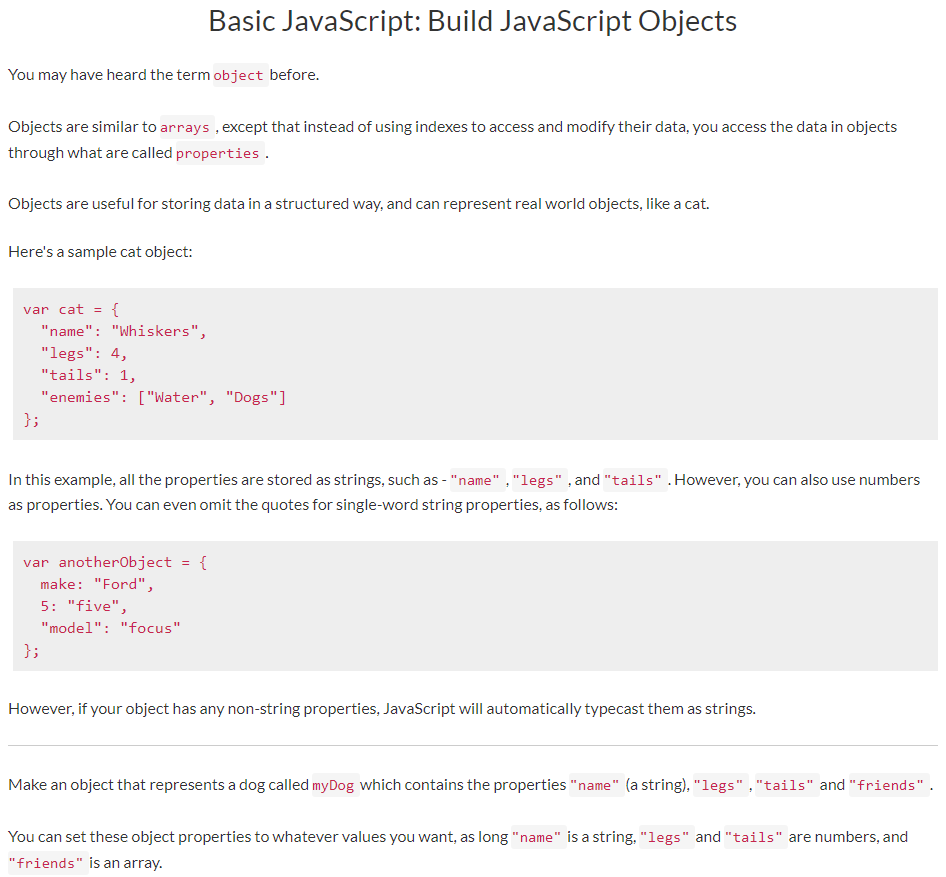 Basic JavaScript: Build JavaScript Objects
You may have heard the term object before.
Objects are similar to arrays , except that instead of using indexes to access and modify their data, you access the data in objects
through what are called properties .
Objects are useful for storing data in a structured way, and can represent real world objects, like a cat.
Here's a sample cat object:
var cat = {
  "name": "Whiskers",
  "legs": 4,
  "tails": 1,
  "enemies": ["Water", "Dogs"]
};
In this example, all the properties are stored as strings, such as - "name" , "legs" , and "tails" . However, you can also use numbers
as properties. You can even omit the quotes for single-word string properties, as follows:
var anotherObject = {
  make: "Ford",
  5: "five",
  "model": "focus"
};
However, if your object has any non-string properties, JavaScript will automatically typecast them as strings.
Make an object that represents a dog called myDog which contains the properties "name" (a string), "legs" , "tails" and "friends" .
You can set these object properties to whatever values you want, as long "name" is a string, "legs" and "tails" are numbers, and
"friends" is an array.